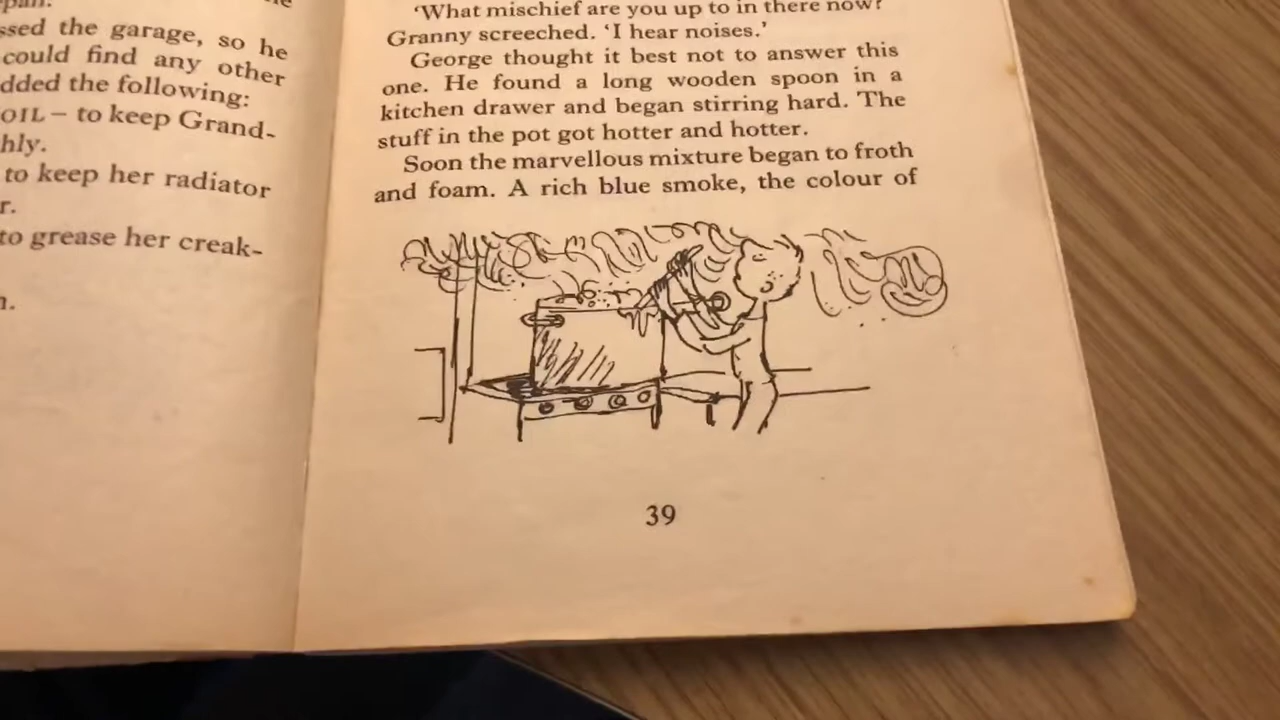 ssed the garage, so he
could find any other
dded the following:
OIL – to keep Grand-
hly.
to keep her radiator
r.
to grease her creak-
n.
‘What mischief are you up to in there now?
Granny screeched. ‘I hear noises.’
George thought it best not to answer this
one. He found a long wooden spoon in a
kitchen drawer and began stirring hard. The
stuff in the pot got hotter and hotter.
Soon the marvellous mixture began to froth
and foam. A rich blue smoke, the colour of
39